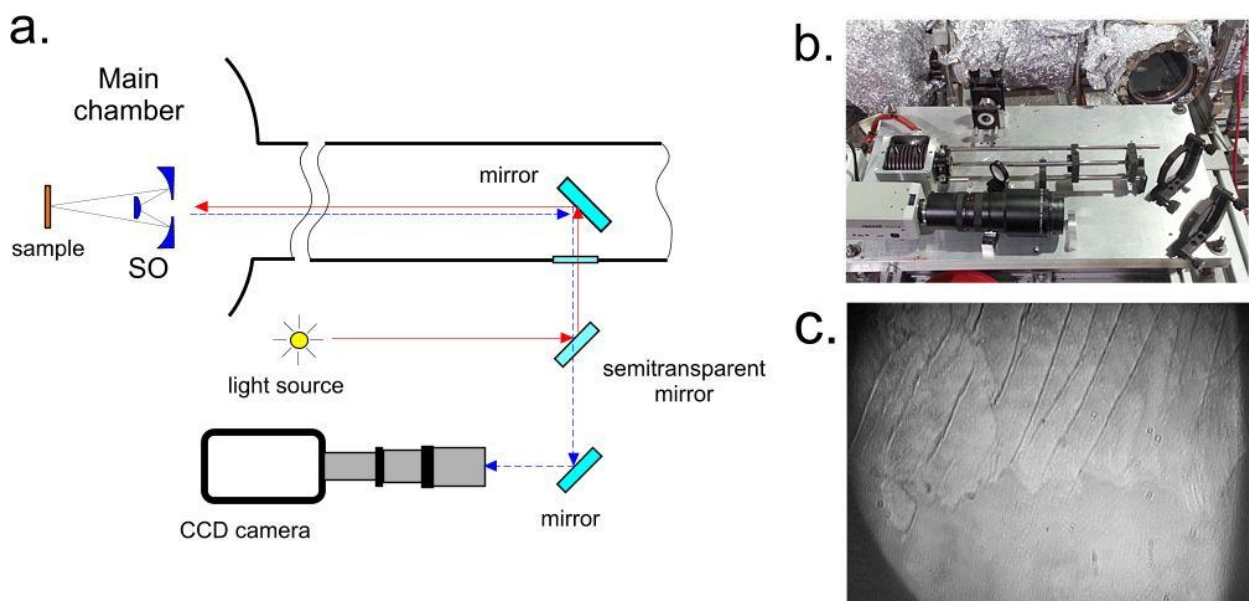 a.
Main
chamber
sample
SO
mirror
light source
semitransparent
mirror
CCD camera
mirror
b.
c.